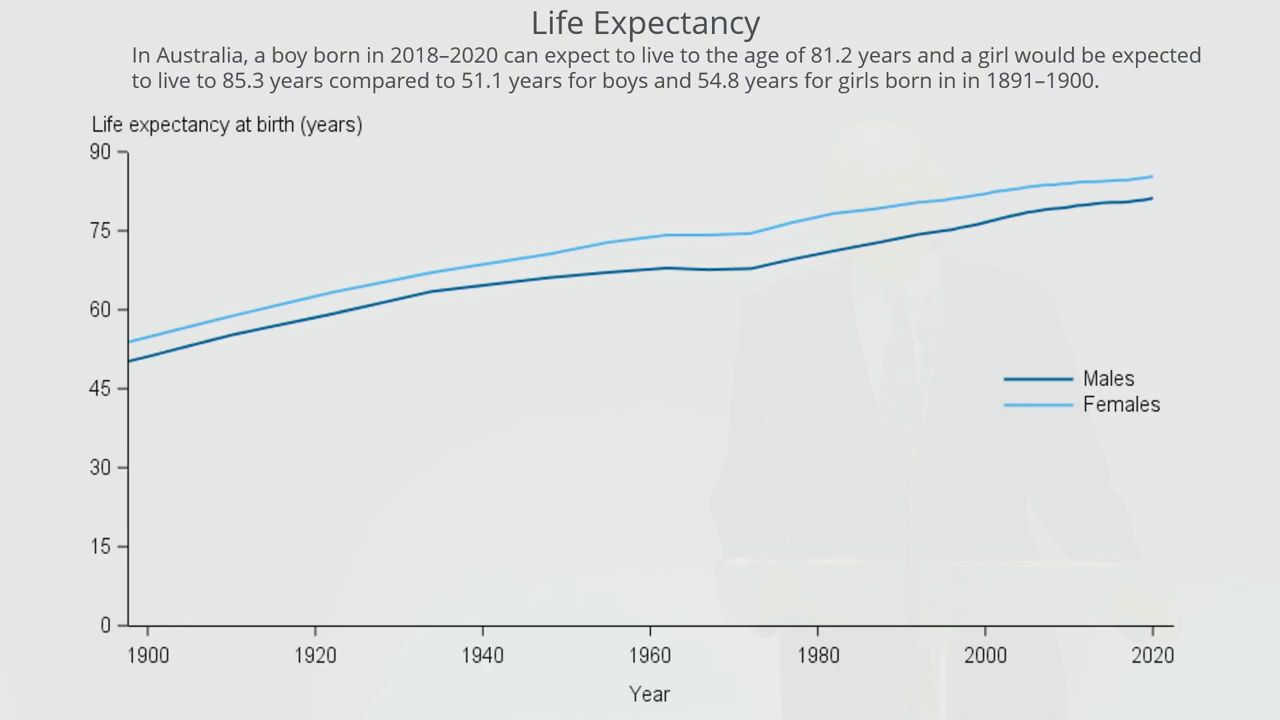 Life Expectancy
In Australia, a boy born in 2018–2020 can expect to live to the age of 81.2 years and a girl would be expected
to live to 85.3 years compared to 51.1 years for boys and 54.8 years for girls born in in 1891–1900.
Life expectancy at birth (years)
90
75
60
45
30
15
0
Males
Females
1900 1920 1940 1960 1980 2000 2020
Year